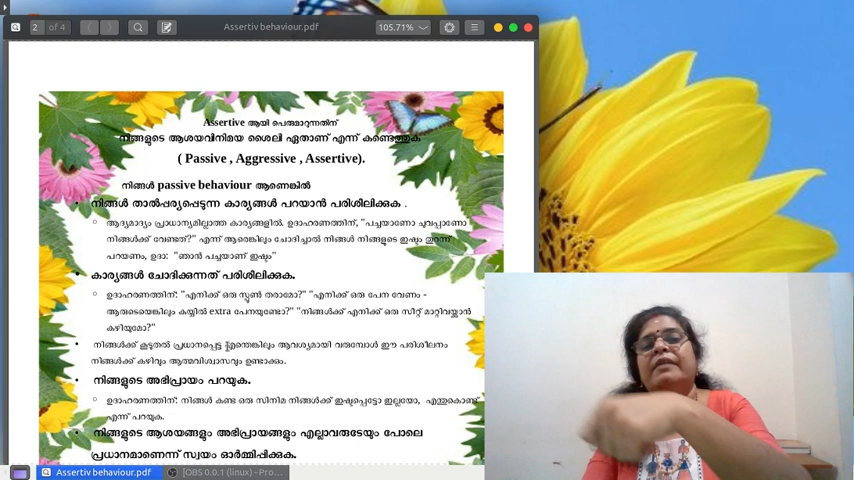 2 of 4
Assertiv behaviour.pdf
105.71%
Assertive ആയി പെരുമാറുന്നതിന്
നിങ്ങളുടെ ആശയവിനിമയ ശൈലി ഏതാണ് എന്ന് കണ്ടെത്തുക
( Passive , Aggressive , Assertive).
നിങ്ങൾ passive behaviour ആണെങ്കിൽ
• നിങ്ങൾ താൽപ്പര്യപ്പെടുന്ന കാര്യങ്ങൾ പറയാൻ പരിശീലിക്കുക .
ആദ്യമാദ്യം പ്രാധാന്യമില്ലാത്ത കാര്യങ്ങളിൽ. ഉദാഹരണത്തിന്, "പച്ചയാണോ ചുവപ്പാണോ
നിങ്ങൾക്ക് വേണ്ടത്?" എന്ന് ആരെങ്കിലും ചോദിച്ചാൽ നിങ്ങൾ നിങ്ങളുടെ ഇഷ്ടം തുറന്ന്
പറയണം, ഉദാ: "ഞാൻ പച്ചയാണ് ഇഷ്ടം"
• കാര്യങ്ങൾ ചോദിക്കുന്നത് പരിശീലിക്കുക.
ഉദാഹരണത്തിന്: "എനിക്ക് ഒരു സ്പൂൺ തരാമോ?" "എനിക്ക് ഒരു പേന വേണം -
ആരുടെയെങ്കിലും കയ്യിൽ extra പേനയുണ്ടോ?" "നിങ്ങൾക്ക് എനിക്ക് ഒരു സീറ്റ് മാറ്റിവയ്ക്കാൻ
കഴിയുമോ?"
• നിങ്ങൾക്ക് കൂടുതൽ പ്രധാനപ്പെട്ട എന്തെങ്കിലും ആവശ്യമായി വരുമ്പോൾ ഈ പരിശീലനം
നിങ്ങൾക്ക് കഴിവും ആത്മവിശ്വാസവും ഉണ്ടാക്കും.
• നിങ്ങളുടെ അഭിപ്രായം പറയുക.
ഉദാഹരണത്തിന്: നിങ്ങൾ കണ്ട ഒരു സിനിമ നിങ്ങൾക്ക് ഇഷ്ടപ്പെട്ടോ ഇല്ലയോ, എന്തുകൊണ്ട്
എന്ന് പറയുക.
• നിങ്ങളുടെ ആശയങ്ങളും അഭിപ്രായങ്ങളും എല്ലാവരുടേയും പോലെ
പ്രധാനമാണെന്ന് സ്വയം ഓർമ്മിപ്പിക്കുക.
Assertiv behaviour.pdf
[OBS 0.0.1 (linux) - Pro...